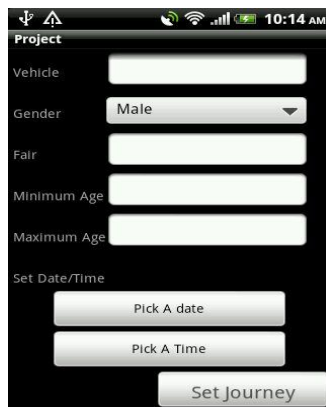 10:14 AM
Project
Vehicle
Gender Male
Fair
Minimum Age
Maximum Age
Set Date/Time
Pick A date
Pick A Time
Set Journey